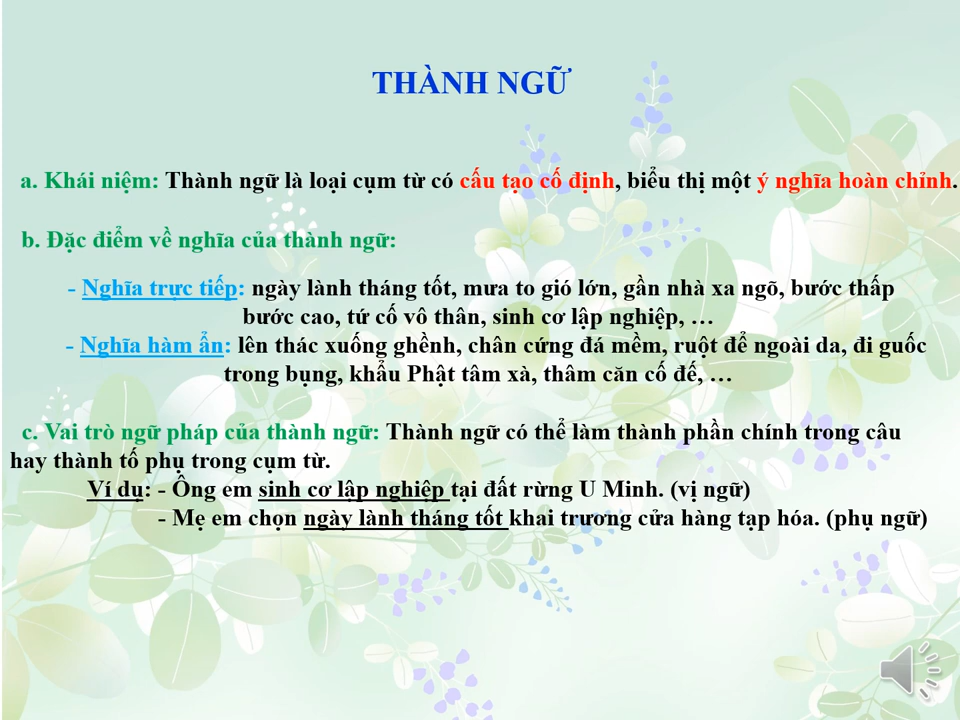 THÀNH NGỮ
a. Khái niệm: Thành ngữ là loại cụm từ có cấu tạo cố định, biểu thị một ý nghĩa hoàn chỉnh.
b. Đặc điểm về nghĩa của thành ngữ:
- Nghĩa trực tiếp: ngày lành tháng tốt, mưa to gió lớn, gần nhà xa ngõ, bước thấp
bước cao, tứ cố vô thân, sinh cơ lập nghiệp, …
- Nghĩa hàm ẩn: lên thác xuống ghềnh, chân cứng đá mềm, ruột để ngoài da, đi guốc
trong bụng, khẩu Phật tâm xà, thâm căn cố đế, …
c. Vai trò ngữ pháp của thành ngữ: Thành ngữ có thể làm thành phần chính trong câu
hay thành tố phụ trong cụm từ.
Ví dụ: - Ông em sinh cơ lập nghiệp tại đất rừng U Minh. (vị ngữ)
- Mẹ em chọn ngày lành tháng tốt khai trương cửa hàng tạp hóa. (phụ ngữ)